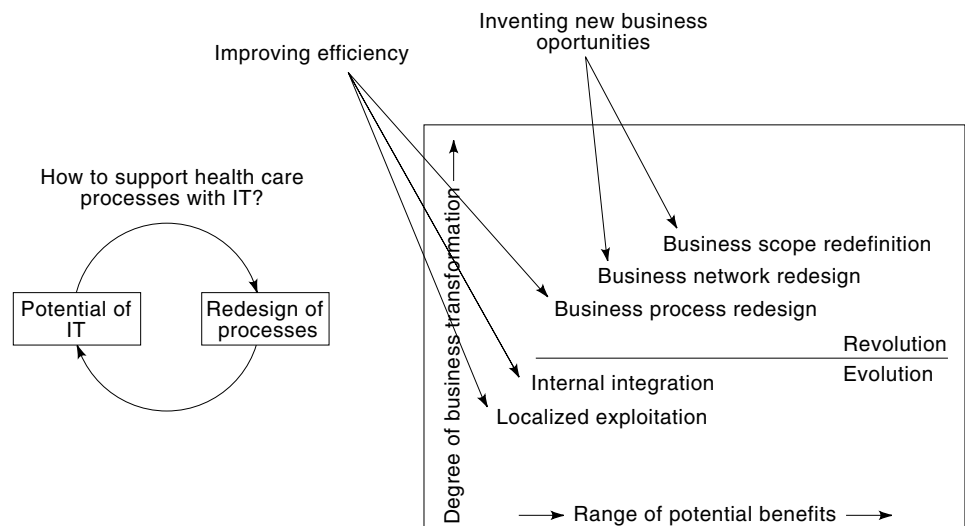 Inventing new business
oportunities
Improving efficiency
How to support health care
processes with IT?
Potential of
IT
Redesign of
processes
Degree of business transformation
Business scope redefinition
Business network redesign
Business process redesign
Revolution
Evolution
Internal integration
Localized exploitation
Range of potential benefits